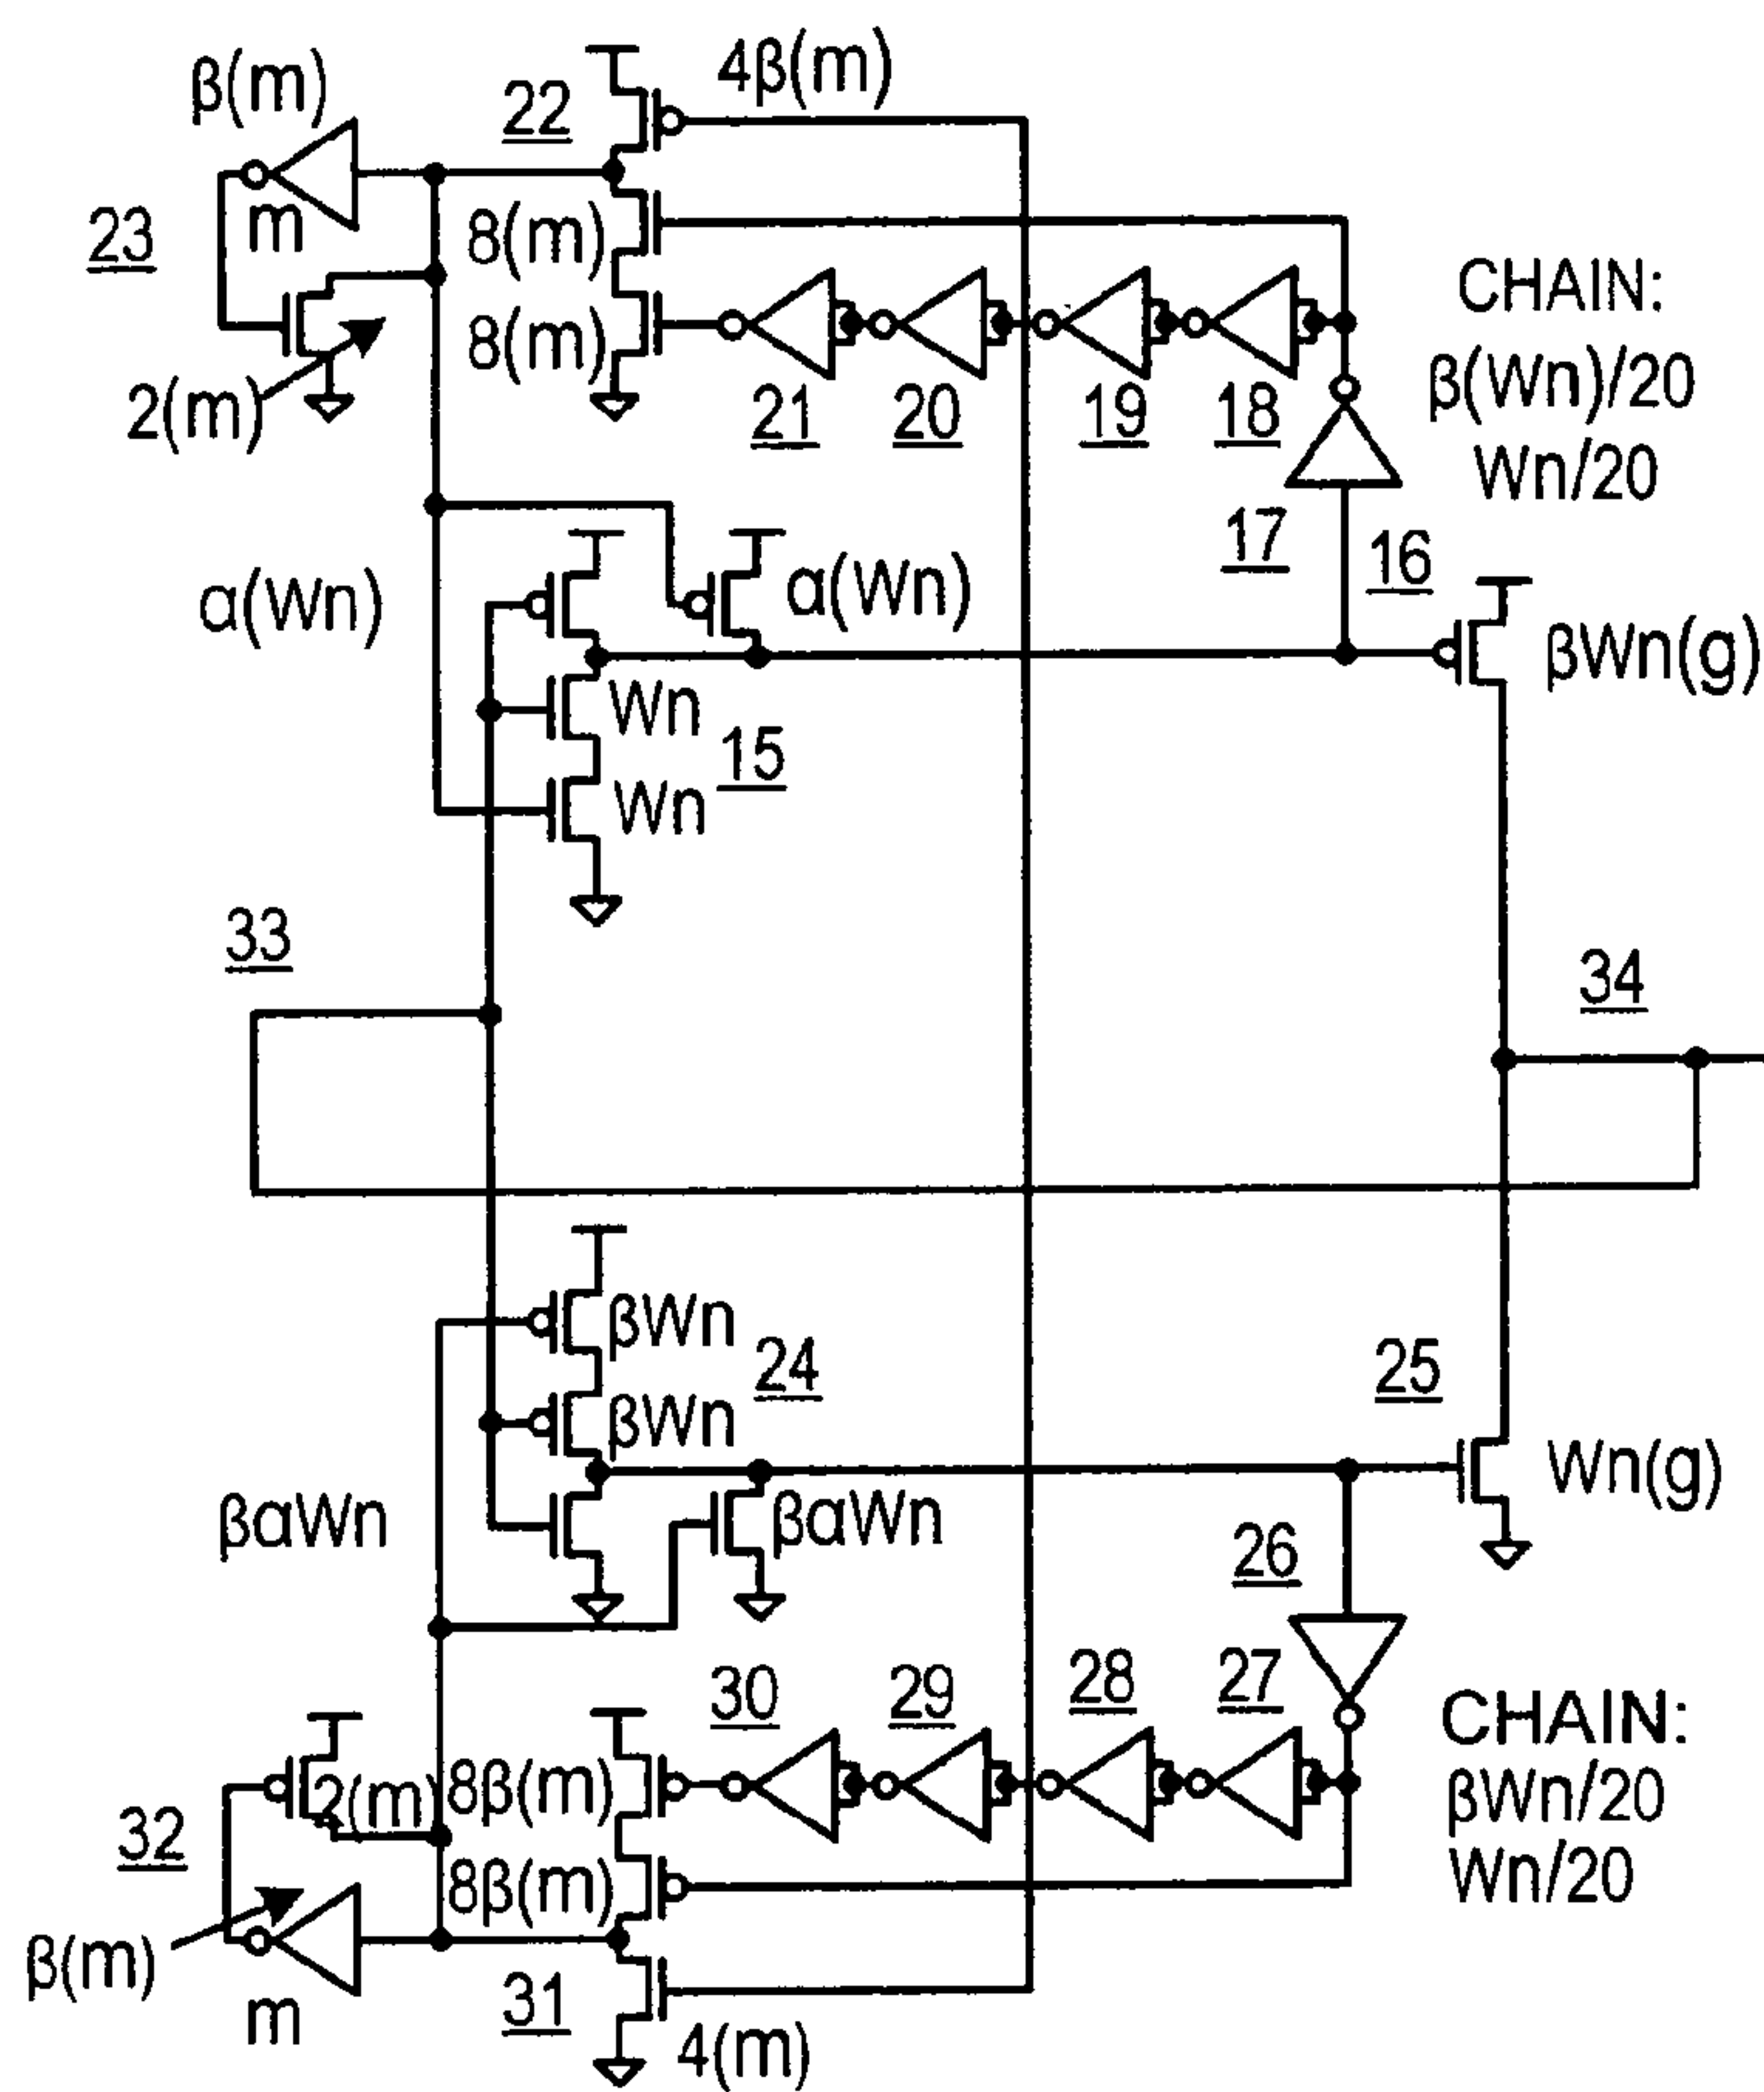 β(m)
22
4β(m)
23
m
8(m)
8(m)
2(m)
21
20
19
18
CHAIN:
β(Wn)/20
Wn/20
17
16
α(Wn)
α(Wn)
βWn(g)
Wn
15
Wn
33
34
βWn
24
βWn
25
βαWn
βαWn
Wn(g)
26
30
29
28
27
CHAIN:
βWn/20
Wn/20
2(m)
8β(m)
32
8β(m)
β(m)
m
31
4(m)